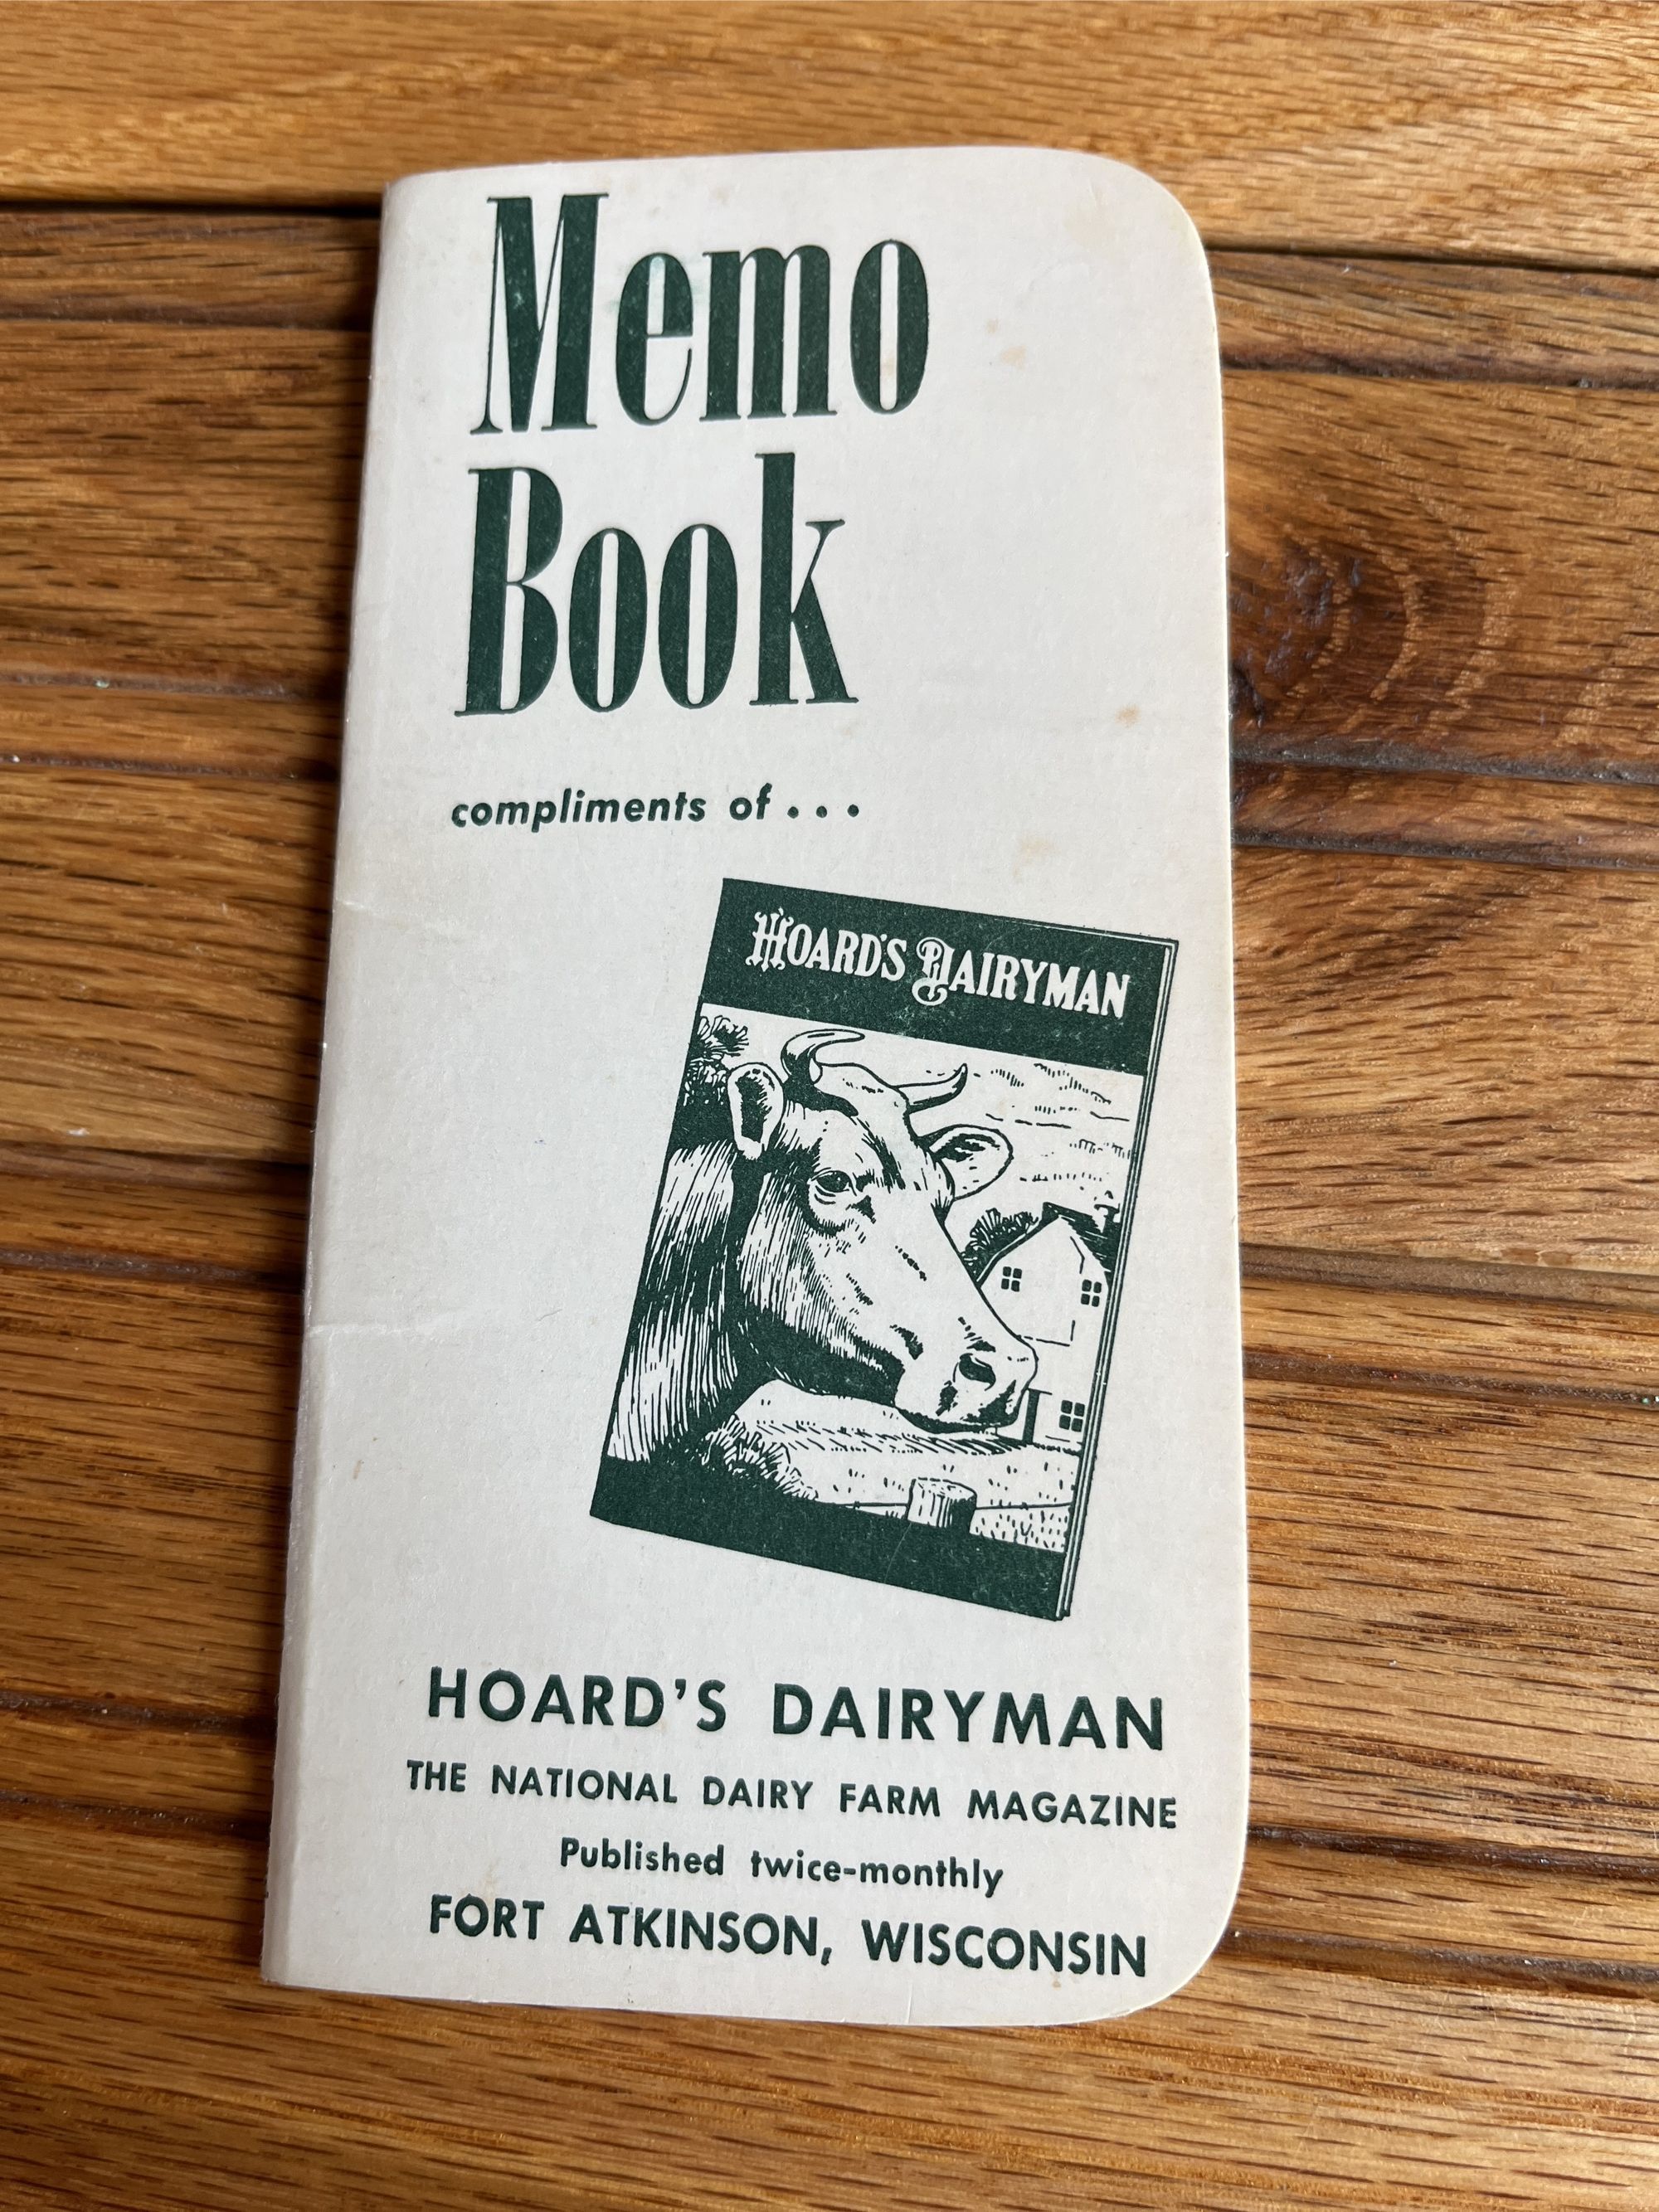 Memo
Book
compliments of...
HOARD'S DAIRYMAN
HOARD'S DAIRYMAN
THE NATIONAL DAIRY FARM MAGAZINE
Published twice-monthly
FORT ATKINSON, WISCONSIN